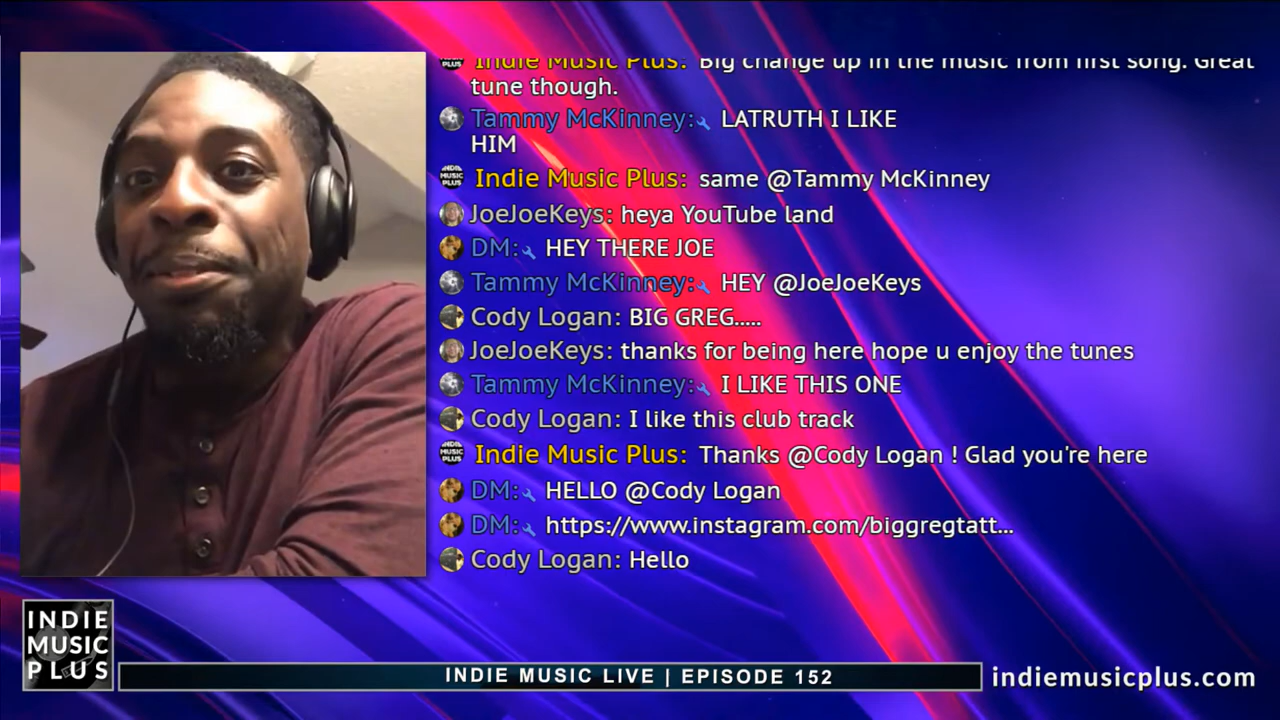 Indie Music Plus: Big change up in the music from first song. Great
tune though.
Tammy McKinney: LATRUTH I LIKE
HIM
Indie Music Plus: same @Tammy McKinney
JoeJoeKeys: heya YouTube land
DM: HEY THERE JOE
Tammy McKinney: HEY @JoeJoeKeys
Cody Logan: BIG GREG.....
JoeJoeKeys: thanks for being here hope u enjoy the tunes
Tammy McKinney: I LIKE THIS ONE
Cody Logan: I like this club track
Indie Music Plus: Thanks @Cody Logan ! Glad you're here
DM: HELLO @Cody Logan
DM: https://www.instagram.com/biggregtatt...
Cody Logan: Hello
INDIE
MUSIC
PLUS
INDIE MUSIC LIVE | EPISODE 152
indiemusicplus.com